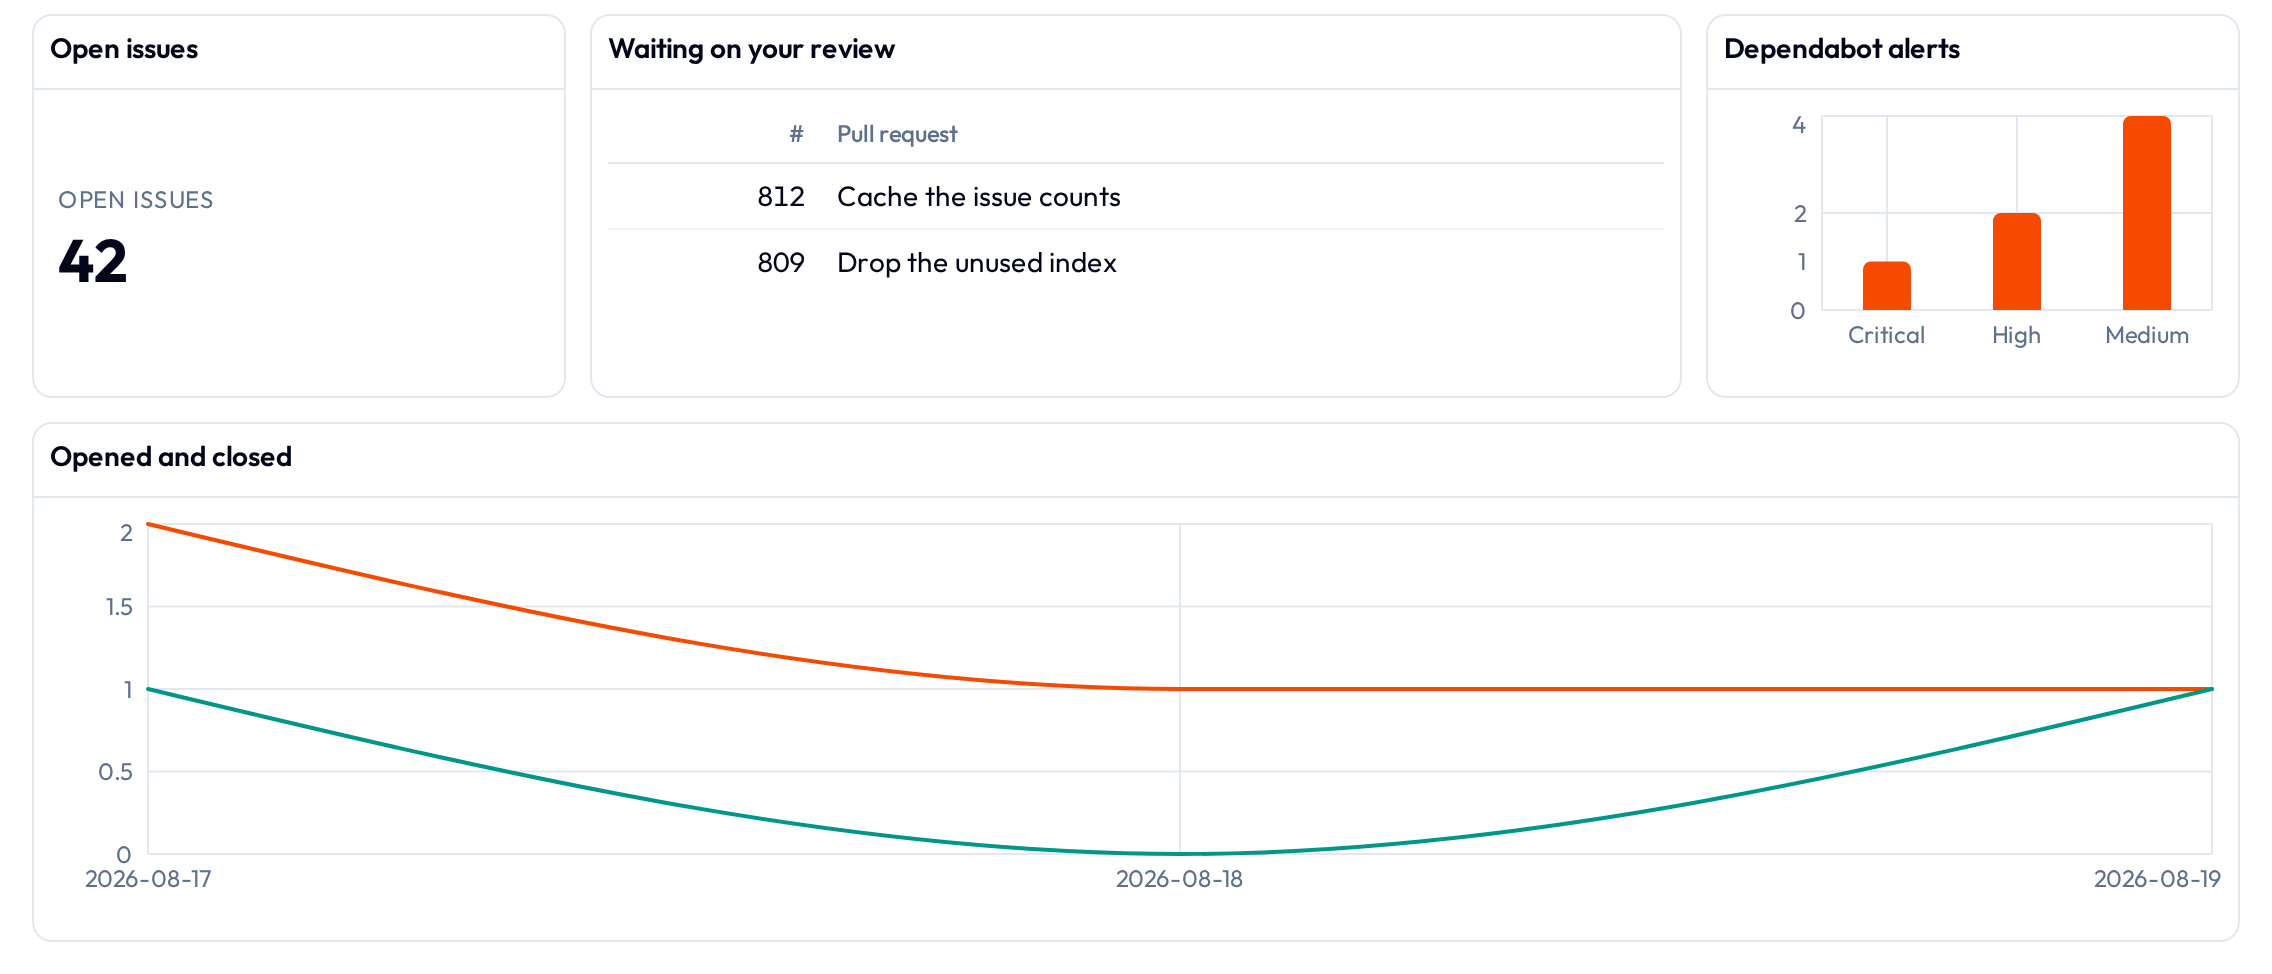 Open issues
OPEN ISSUES
42
Waiting on your review
# Pull request
812 Cache the issue counts
809 Drop the unused index
Dependabot alerts
4
2
1
0
Critical High Medium
Opened and closed
2
1.5
1
0.5
0
2026-08-17 2026-08-18 2026-08-19